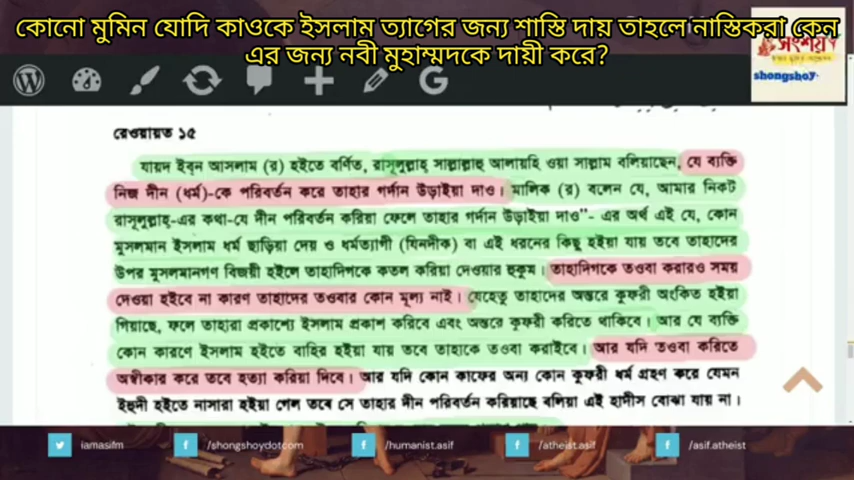 কোনো মুমিন যোদি কাওকে ইসলাম ত্যাগের জন্য শাস্তি দায় তাহলে নাস্তিকরা কেন
এর জন্য নবী মুহাম্মদকে দায়ী করে?
সংশয়
shongshoy
রেওয়ায়ত ১৫
যায়দ ইব্‌ন আসলাম (র) হইতে বর্ণিত, রাসূলুল্লাহ্ সাল্লাল্লাহু আলায়হি ওয়া সাল্লাম বলিয়াছেন, যে ব্যক্তি
নিজ দীন (ধর্ম)-কে পরিবর্তন করে তাহার গর্দান উড়াইয়া দাও। মালিক (র) বলেন যে, আমার নিকট
রাসূলুল্লাহ্-এর কথা-যে দীন পরিবর্তন করিয়া ফেলে তাহার গর্দান উড়াইয়া দাও”- এর অর্থ এই যে, কোন
মুসলমান ইসলাম ধর্ম ছাড়িয়া দেয় ও ধর্মত্যাগী (যিনদীক) বা এই ধরনের কিছু হইয়া যায় তবে তাহাদের
উপর মুসলমানগণ বিজয়ী হইলে তাহাদিগকে কতল করিয়া দেওয়ার হুকুম। তাহাদিগকে তওবা করারও সময়
দেওয়া হইবে না কারণ তাহাদের তওবার কোন মূল্য নাই। যেহেতু তাহাদের অন্তরে কুফরী অংকিত হইয়া
গিয়াছে, ফলে তাহারা প্রকাশ্যে ইসলাম প্রকাশ করিবে এবং অন্তরে কুফরী করিতে থাকিবে। আর যে ব্যক্তি
কোন কারণে ইসলাম হইতে বাহির হইয়া যায় তবে তাহাকে তওবা করাইবে। আর যদি তওবা করিতে
অস্বীকার করে তবে হত্যা করিয়া দিবে। আর যদি কোন কাফের অন্য কোন কুফরী ধর্ম গ্রহণ করে যেমন
ইহুদী হইতে নাসারা হইয়া গেল তবে সে তাহার দীন পরিবর্তন করিয়াছে বলিয়া এই হাদীস বোঝা যায় না।
iamasifm /shongshoydotcom /humanist.asif /atheist.asif /asif.atheist